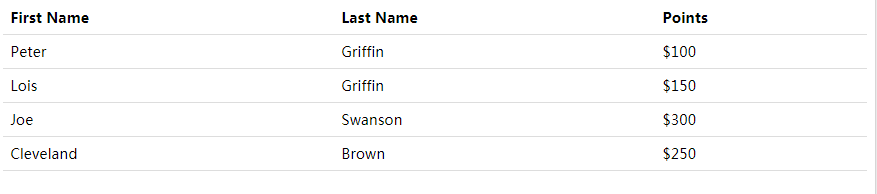 First Name Last Name Points
Peter Griffin $100
Lois Griffin $150
Joe Swanson $300
Cleveland Brown $250